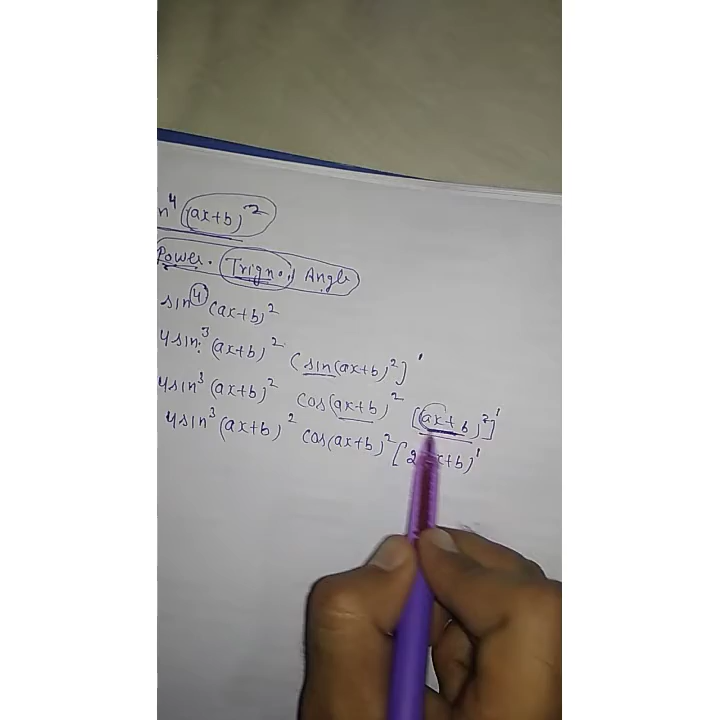 n⁴ (ax+b)²
Power. Trigno., Angle
sin⁴ (ax+b)²
4sin³ (ax+b)² (sin(ax+b)²]'
4sin³ (ax+b)² cos(ax+b)² [(ax+b)²]'
4sin³ (ax+b)² cos(ax+b)² [2 x+b)'